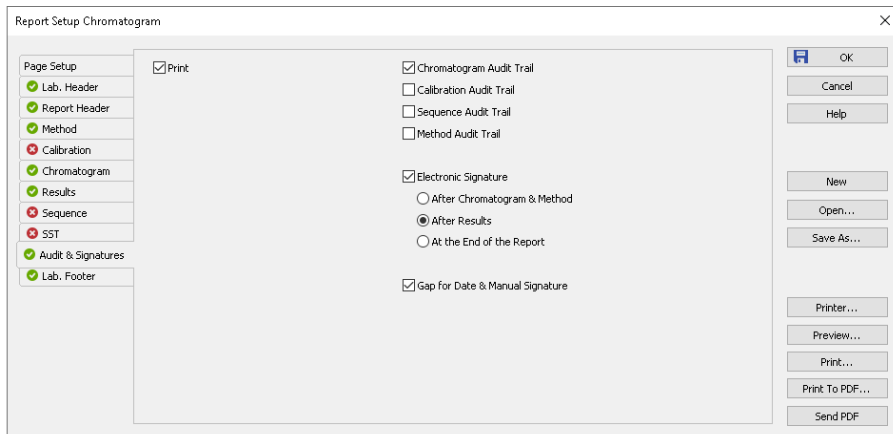 Report Setup Chromatogram
Page Setup
Lab. Header
Report Header
Method
Calibration
Chromatogram
Results
Sequence
SST
Audit & Signatures
Lab. Footer
Print
Chromatogram Audit Trail
Calibration Audit Trail
Sequence Audit Trail
Method Audit Trail
Electronic Signature
After Chromatogram & Method
After Results
At the End of the Report
Gap for Date & Manual Signature
OK
Cancel
Help
New
Open...
Save As...
Printer...
Preview...
Print...
Print To PDF...
Send PDF